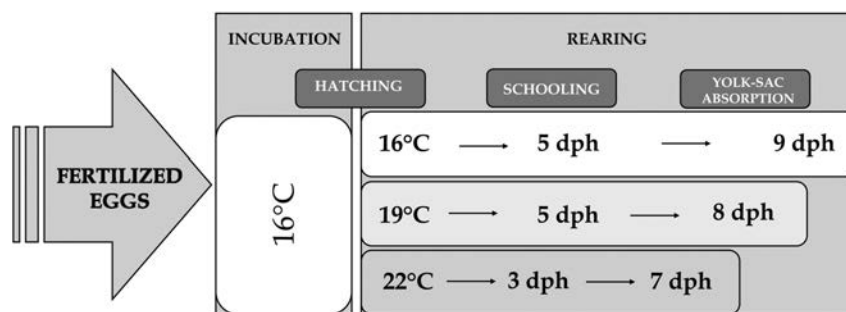 INCUBATION
REARING
HATCHING
SCHOOLING
YOLK-SAC
ABSORPTION
FERTILIZED
EGGS
16°C
16°C → 5 dph → 9 dph
19°C → 5 dph → 8 dph
22°C → 3 dph → 7 dph